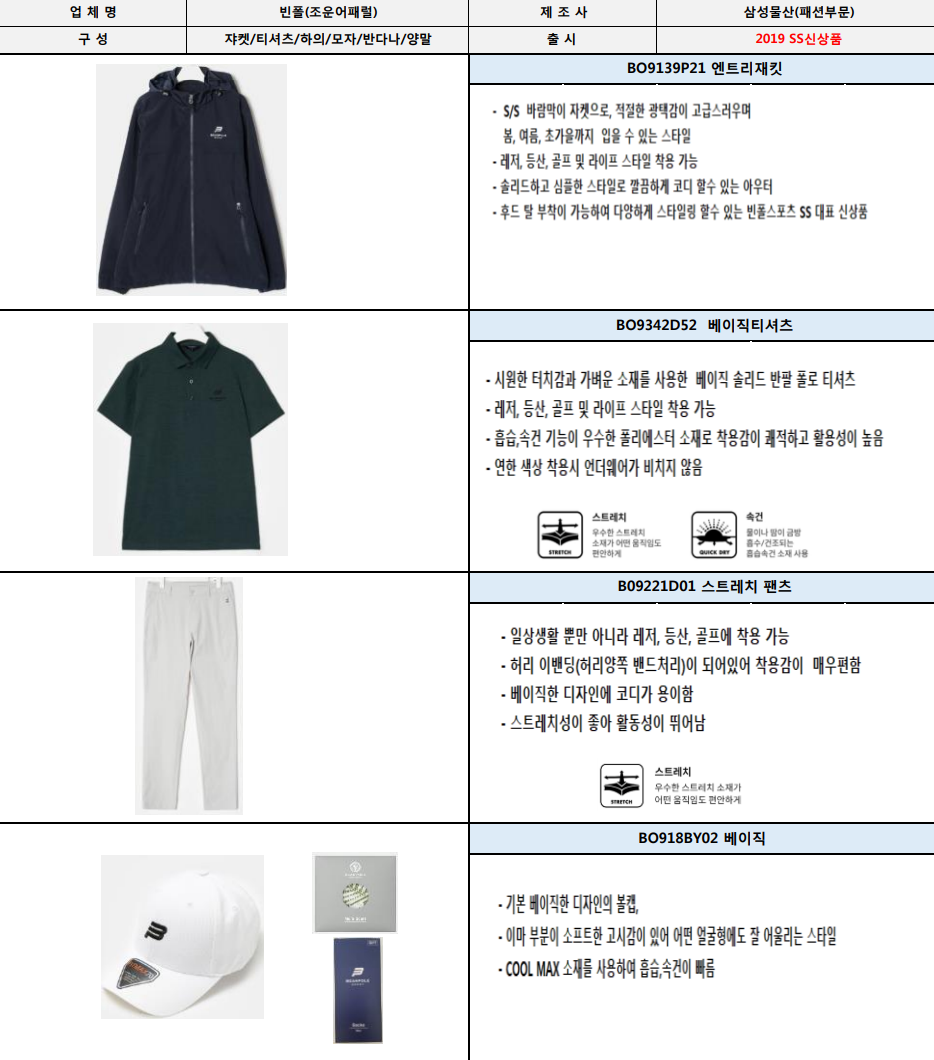 업 체 명 빈폴(조운어패럴) 제 조 사 삼성물산(패션부문)
구 성 쟈켓/티셔츠/하의/모자/반다나/양말 출 시 2019 SS신상품
BO9139P21 엔트리재킷
- S/S 바람막이 자켓으로, 적절한 광택감이 고급스러우며
봄, 여름, 초가을까지 입을 수 있는 스타일
- 레저, 등산, 골프 및 라이프 스타일 착용 가능
- 솔리드하고 심플한 스타일로 깔끔하게 코디 할수 있는 아우터
- 후드 탈 부착이 가능하여 다양하게 스타일링 할수 있는 빈폴스포츠 SS 대표 신상품
BO9342D52 베이직티셔츠
- 시원한 터치감과 가벼운 소재를 사용한 베이직 솔리드 반팔 폴로 티셔츠
- 레저, 등산, 골프 및 라이프 스타일 착용 가능
- 흡습,속건 기능이 우수한 폴리에스터 소재로 착용감이 쾌적하고 활용성이 높음
- 연한 색상 착용시 언더웨어가 비치지 않음
STRETCH
스트레치
우수한 스트레치
소재가 어떤 움직임도
편안하게
QUICK DRY
속건
물이나 땀이 금방
흡수/건조되는
흡습속건 소재 사용
B09221D01 스트레치 팬츠
- 일상생활 뿐만 아니라 레저, 등산, 골프에 착용 가능
- 허리 이밴딩(허리양쪽 밴드처리)이 되어있어 착용감이 매우편함
- 베이직한 디자인에 코디가 용이함
- 스트레치성이 좋아 활동성이 뛰어남
STRETCH
스트레치
우수한 스트레치 소재가
어떤 움직임도 편안하게
BO918BY02 베이직
- 기본 베이직한 디자인의 볼캡,
- 이마 부분이 소프트한 고시감이 있어 어떤 얼굴형에도 잘 어울리는 스타일
- COOL MAX 소재를 사용하여 흡습,속건이 빠름
BEANPOLE